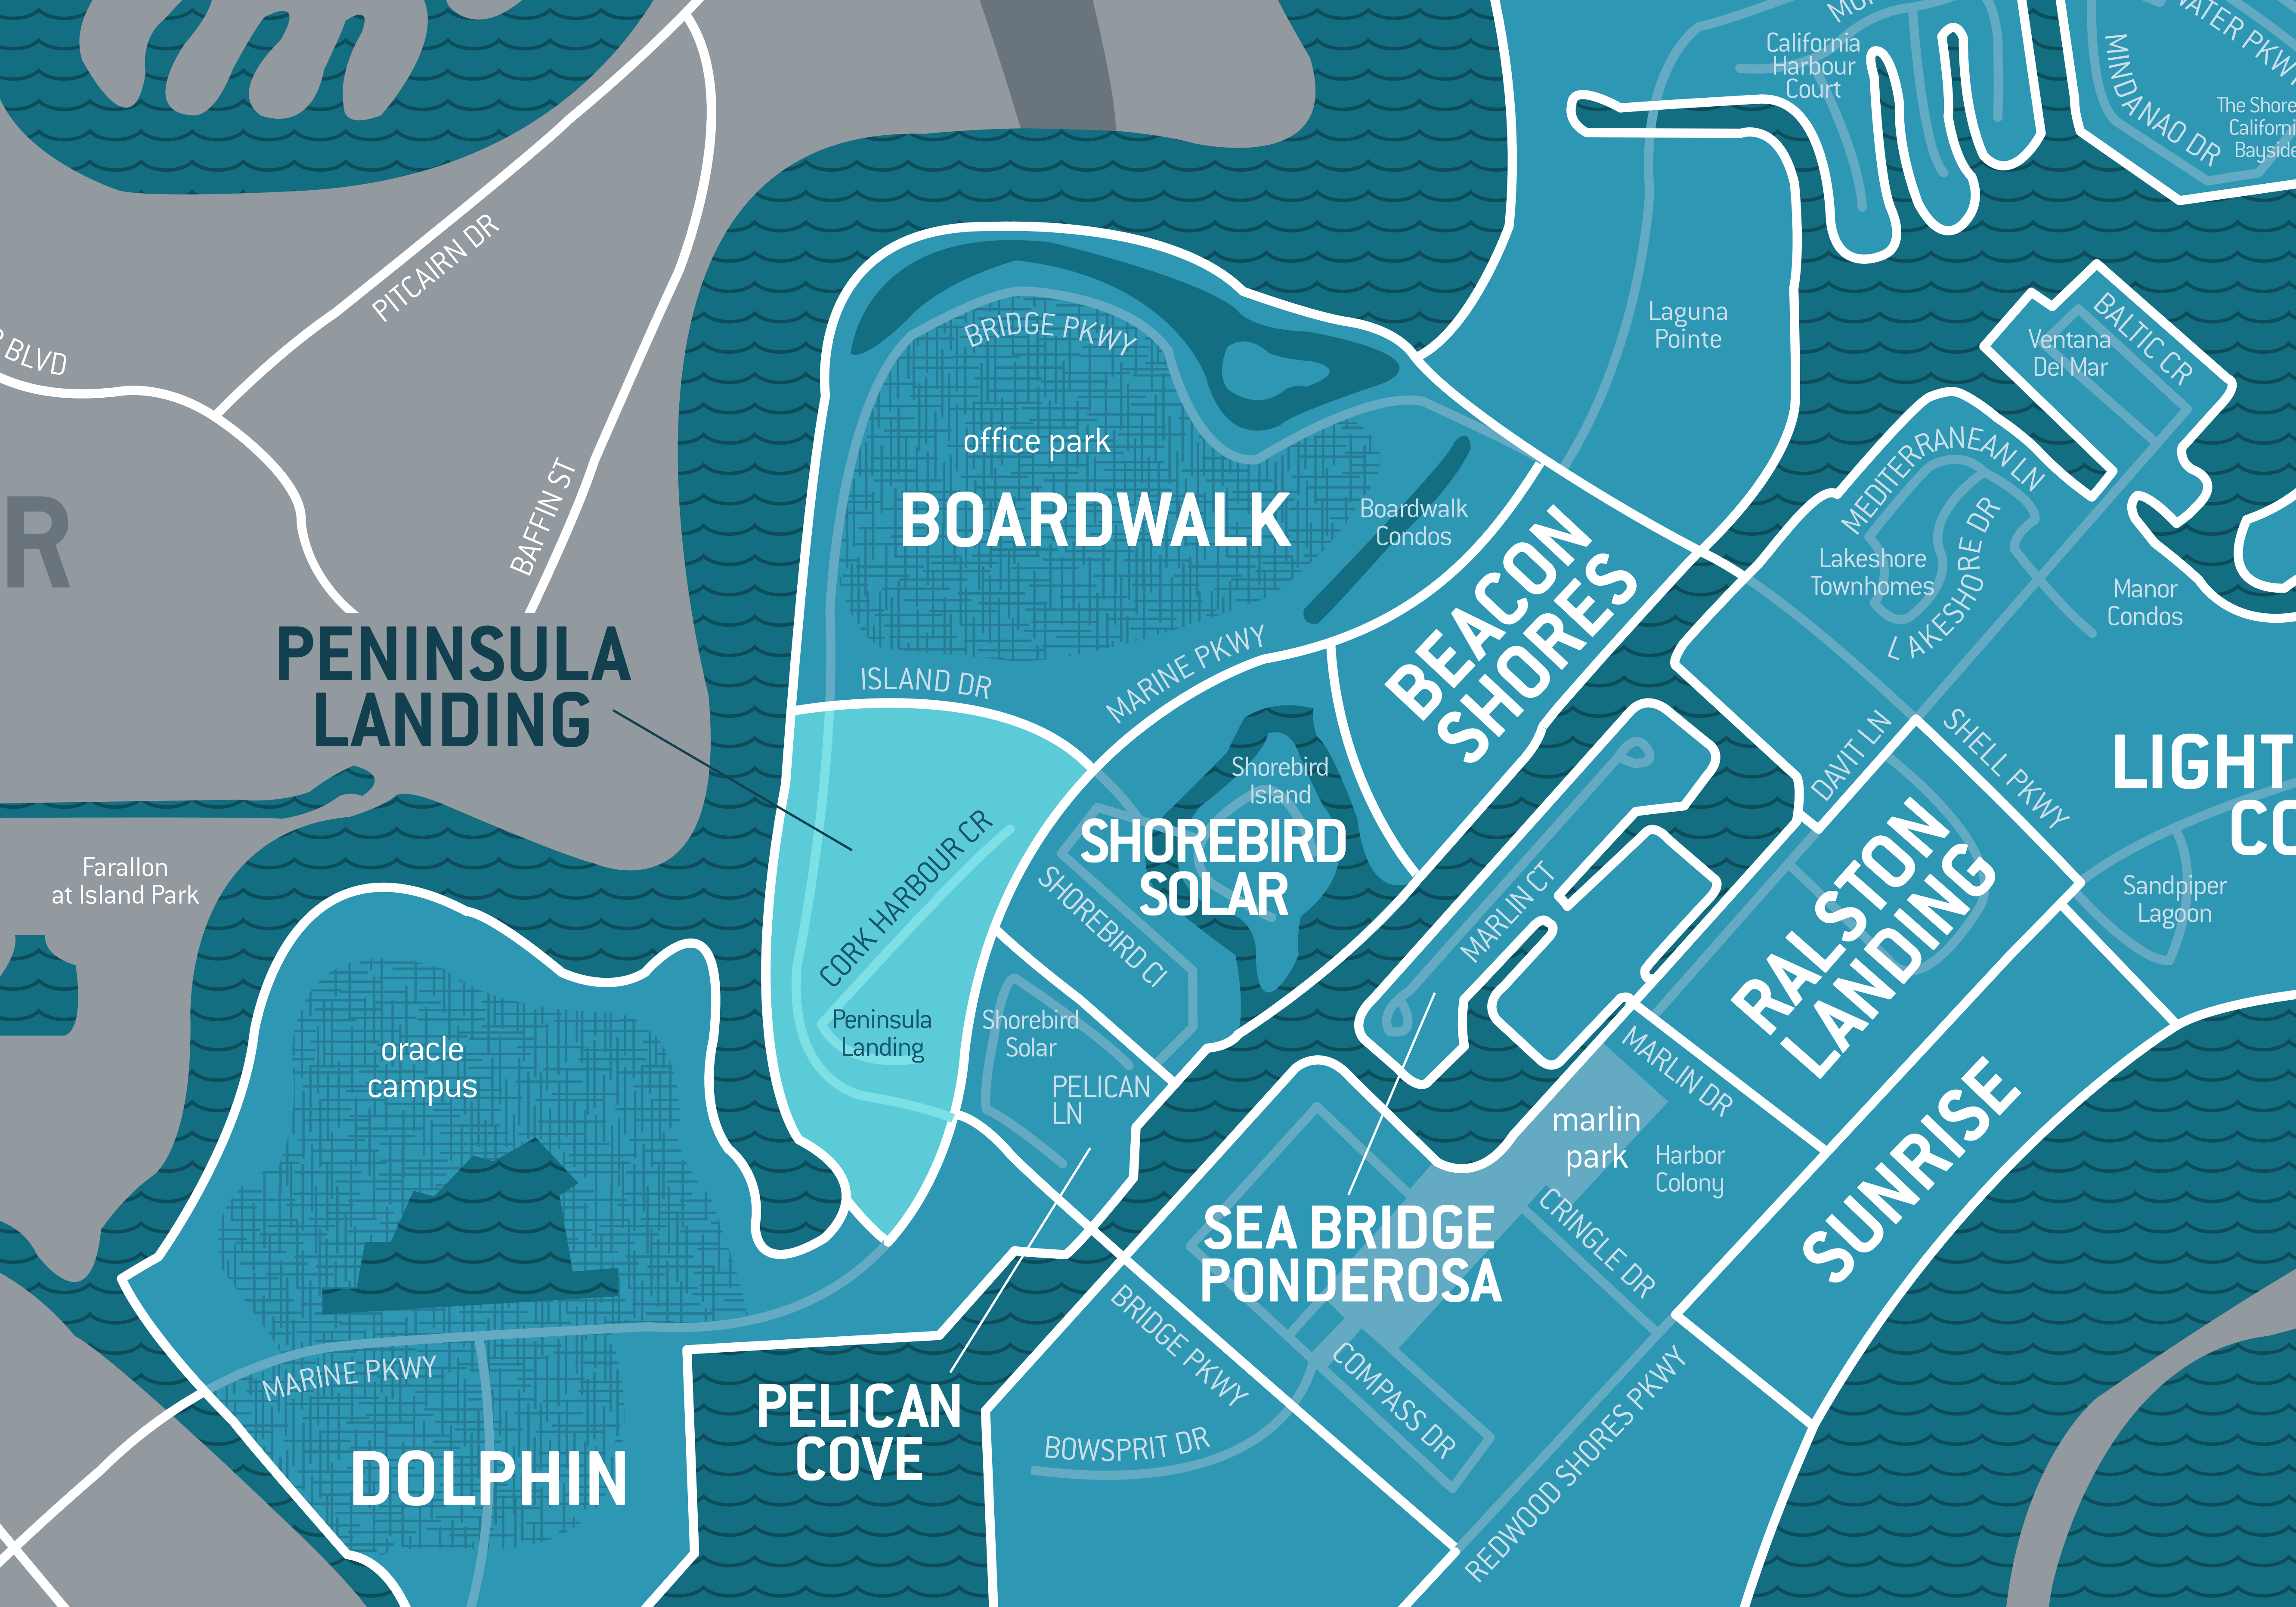 California
Harbour
Court
MINDANAO DR
PITCAIRN DR
BLVD
BAFFIN ST
R
PENINSULA
LANDING
Farallon
at Island Park
BRIDGE PKWY
office park
BOARDWALK
Boardwalk
Condos
ISLAND DR
MARINE PKWY
BEACON
SHORES
Laguna
Pointe
Ventana
Del Mar
BALTIC CR
MEDITERRANEAN LN
LAKESHORE DR
Lakeshore
Townhomes
Manor
Condos
DAVIT LN
SHELL PKWY
LIGHT
CO
Sandpiper
Lagoon
RALSTON
LANDING
SUNRISE
Shorebird
Island
SHOREBIRD
SOLAR
SHOREBIRD CI
CORK HARBOUR CR
Peninsula
Landing
Shorebird
Solar
PELICAN
LN
MARLIN CT
MARLIN DR
marlin
park
Harbor
Colony
CRINGLE DR
SEA BRIDGE
PONDEROSA
COMPASS DR
BRIDGE PKWY
BOWSPRIT DR
REDWOOD SHORES PKWY
oracle
campus
MARINE PKWY
DOLPHIN
PELICAN
COVE